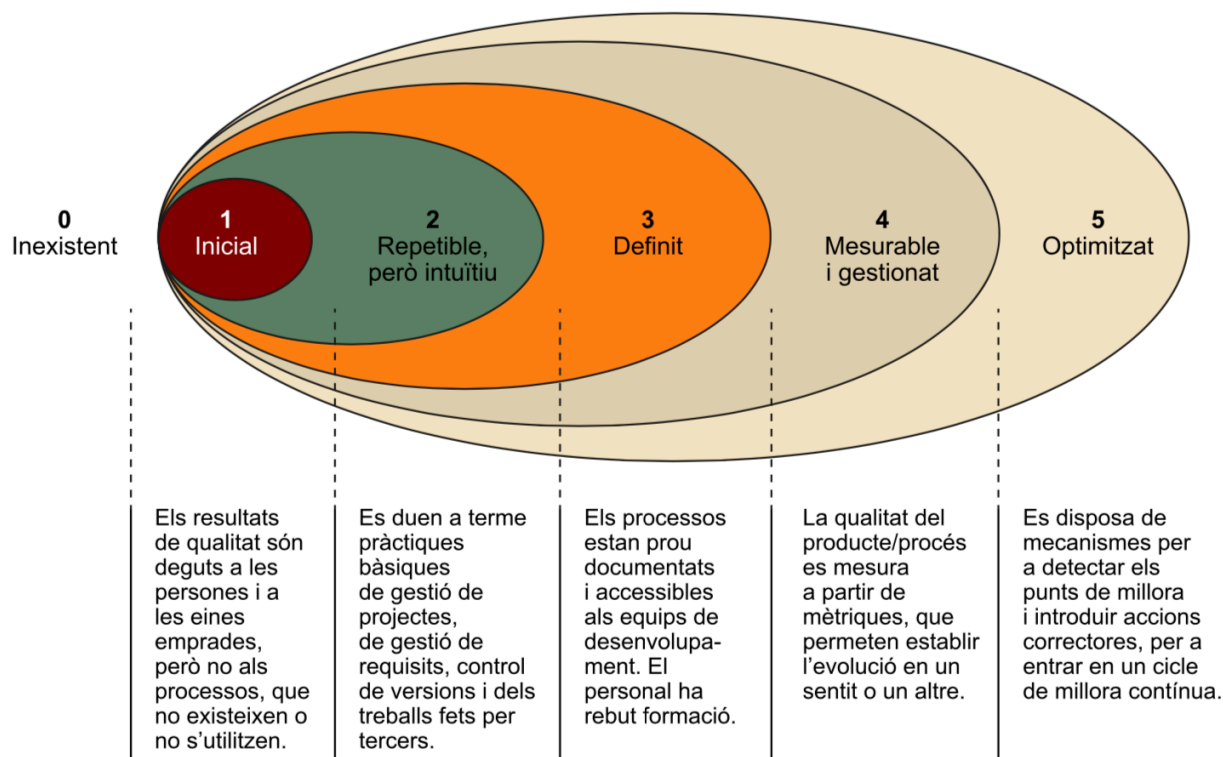 0
Inexistent
1
Inicial
2
Repetible,
però intuïtiu
3
Definit
4
Mesurable
i gestionat
5
Optimitzat
Els resultats
de qualitat són
deguts a les
persones i a
les eines
emprades,
però no als
processos, que
no existeixen o
no s’utilitzen.
Es duen a terme
pràctiques
bàsiques
de gestió de
projectes,
de gestió de
requisits, control
de versions i dels
treballs fets per
tercers.
Els processos
estan prou
documentats
i accessibles
als equips de
desenvolupa-
ment. El
personal ha
rebut formació.
La qualitat del
producte/procés
es mesura
a partir de
mètriques, que
permeten establir
l’evolució en un
sentit o un altre.
Es disposa de
mecanismes per
a detectar els
punts de millora
i introduir accions
correctores, per a
entrar en un cicle
de millora contínua.